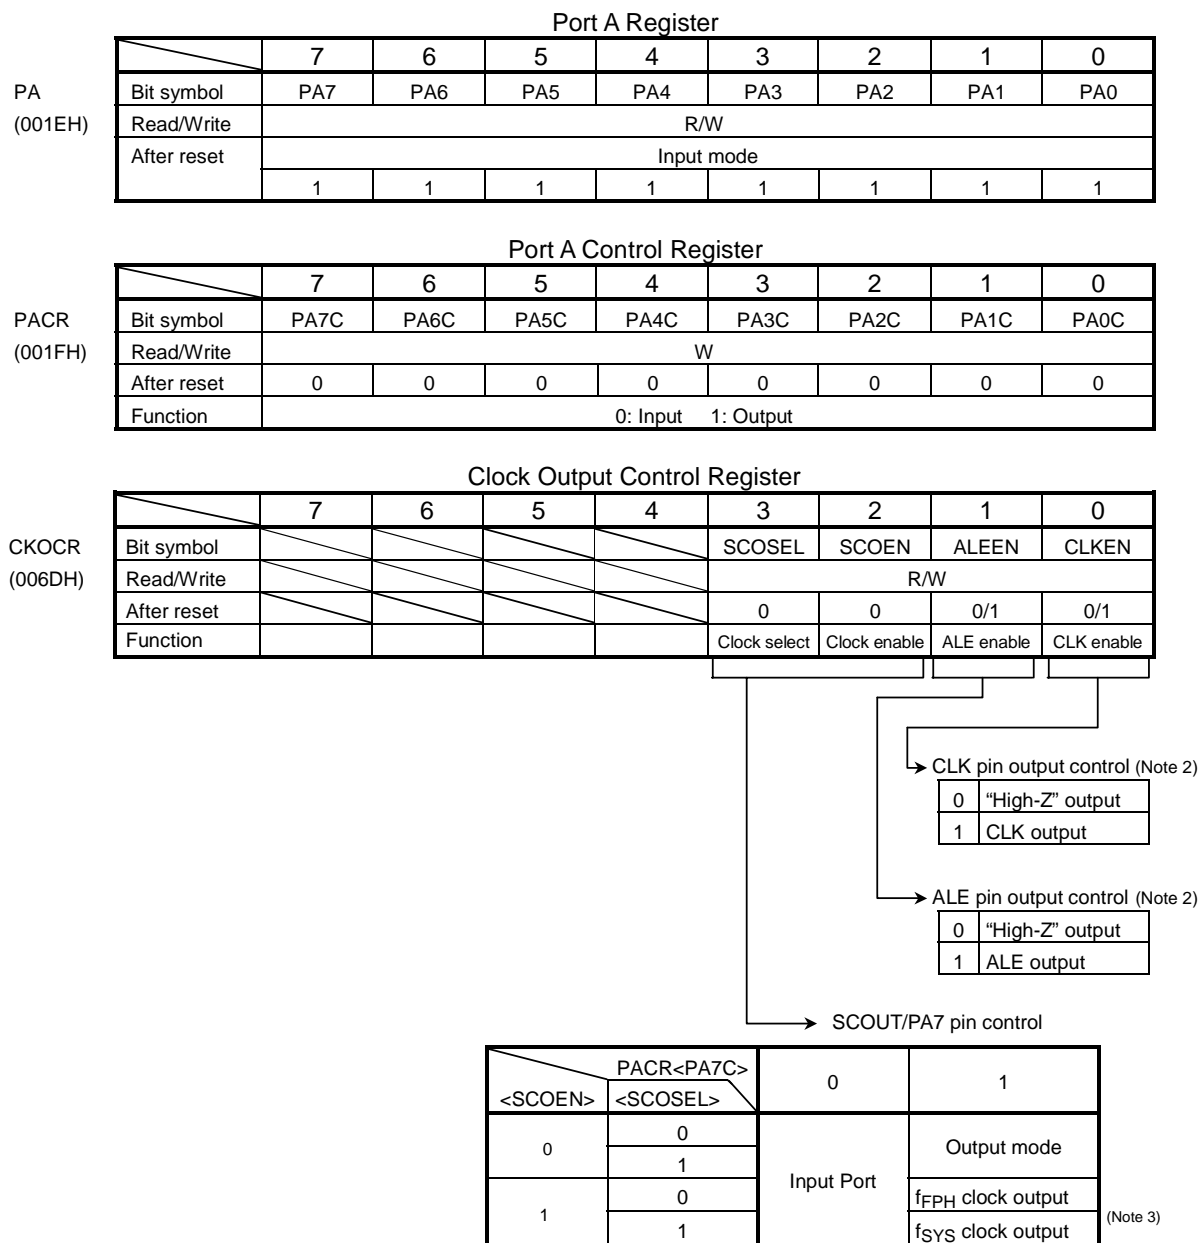 Port A Register
7 6 5 4 3 2 1 0
PA Bit symbol PA7 PA6 PA5 PA4 PA3 PA2 PA1 PA0
(001EH) Read/Write R/W
After reset Input mode
1 1 1 1 1 1 1 1
Port A Control Register
7 6 5 4 3 2 1 0
PACR Bit symbol PA7C PA6C PA5C PA4C PA3C PA2C PA1C PA0C
(001FH) Read/Write W
After reset 0 0 0 0 0 0 0 0
Function 0: Input 1: Output
Clock Output Control Register
7 6 5 4 3 2 1 0
CKOCR Bit symbol SCOSEL SCOEN ALEEN CLKEN
(006DH) Read/Write R/W
After reset 0 0 0/1 0/1
Function Clock select Clock enable ALE enable CLK enable
CLK pin output control (Note 2)
0 “High-Z” output
1 CLK output
ALE pin output control (Note 2)
0 “High-Z” output
1 ALE output
SCOUT/PA7 pin control
PACR<PA7C> 0 1
<SCOEN> <SCOSEL>
0 0 Output mode
1
Input Port
1 0 fFPH clock output
(Note 3)
1 fSYS clock output